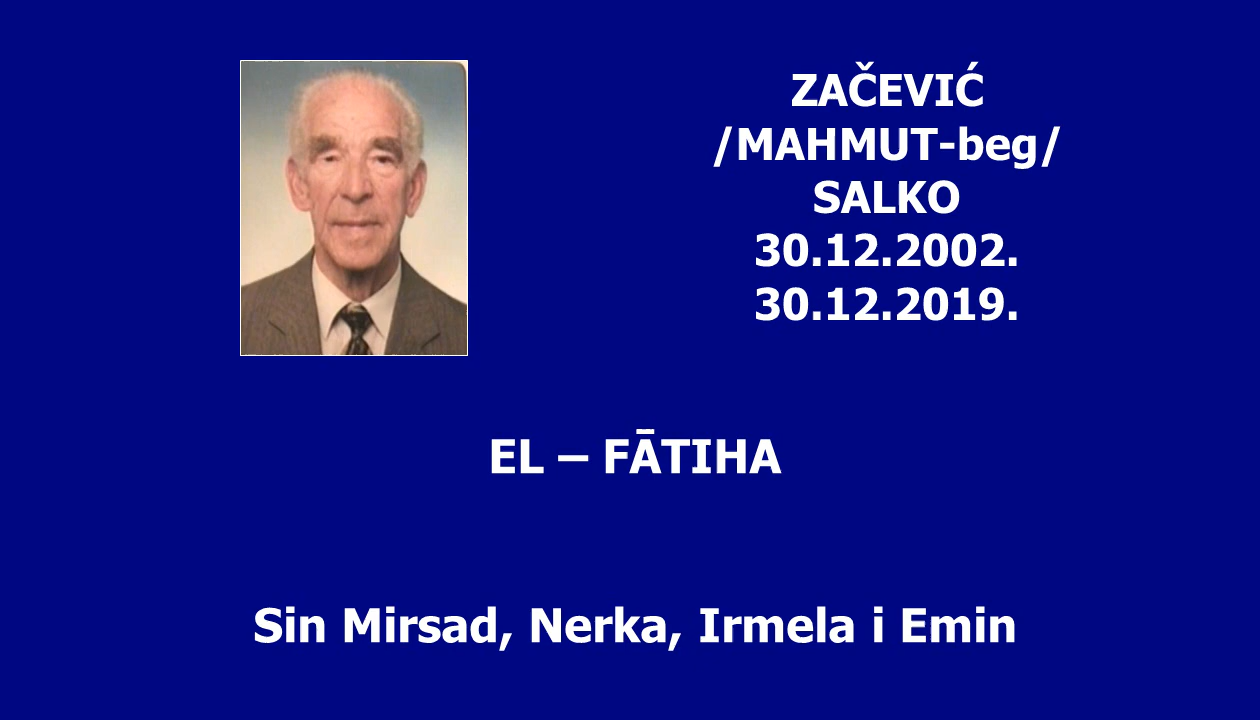 ZAČEVIĆ
/MAHMUT-beg/
SALKO
30.12.2002.
30.12.2019.
EL – FĀTIHA
Sin Mirsad, Nerka, Irmela i Emin